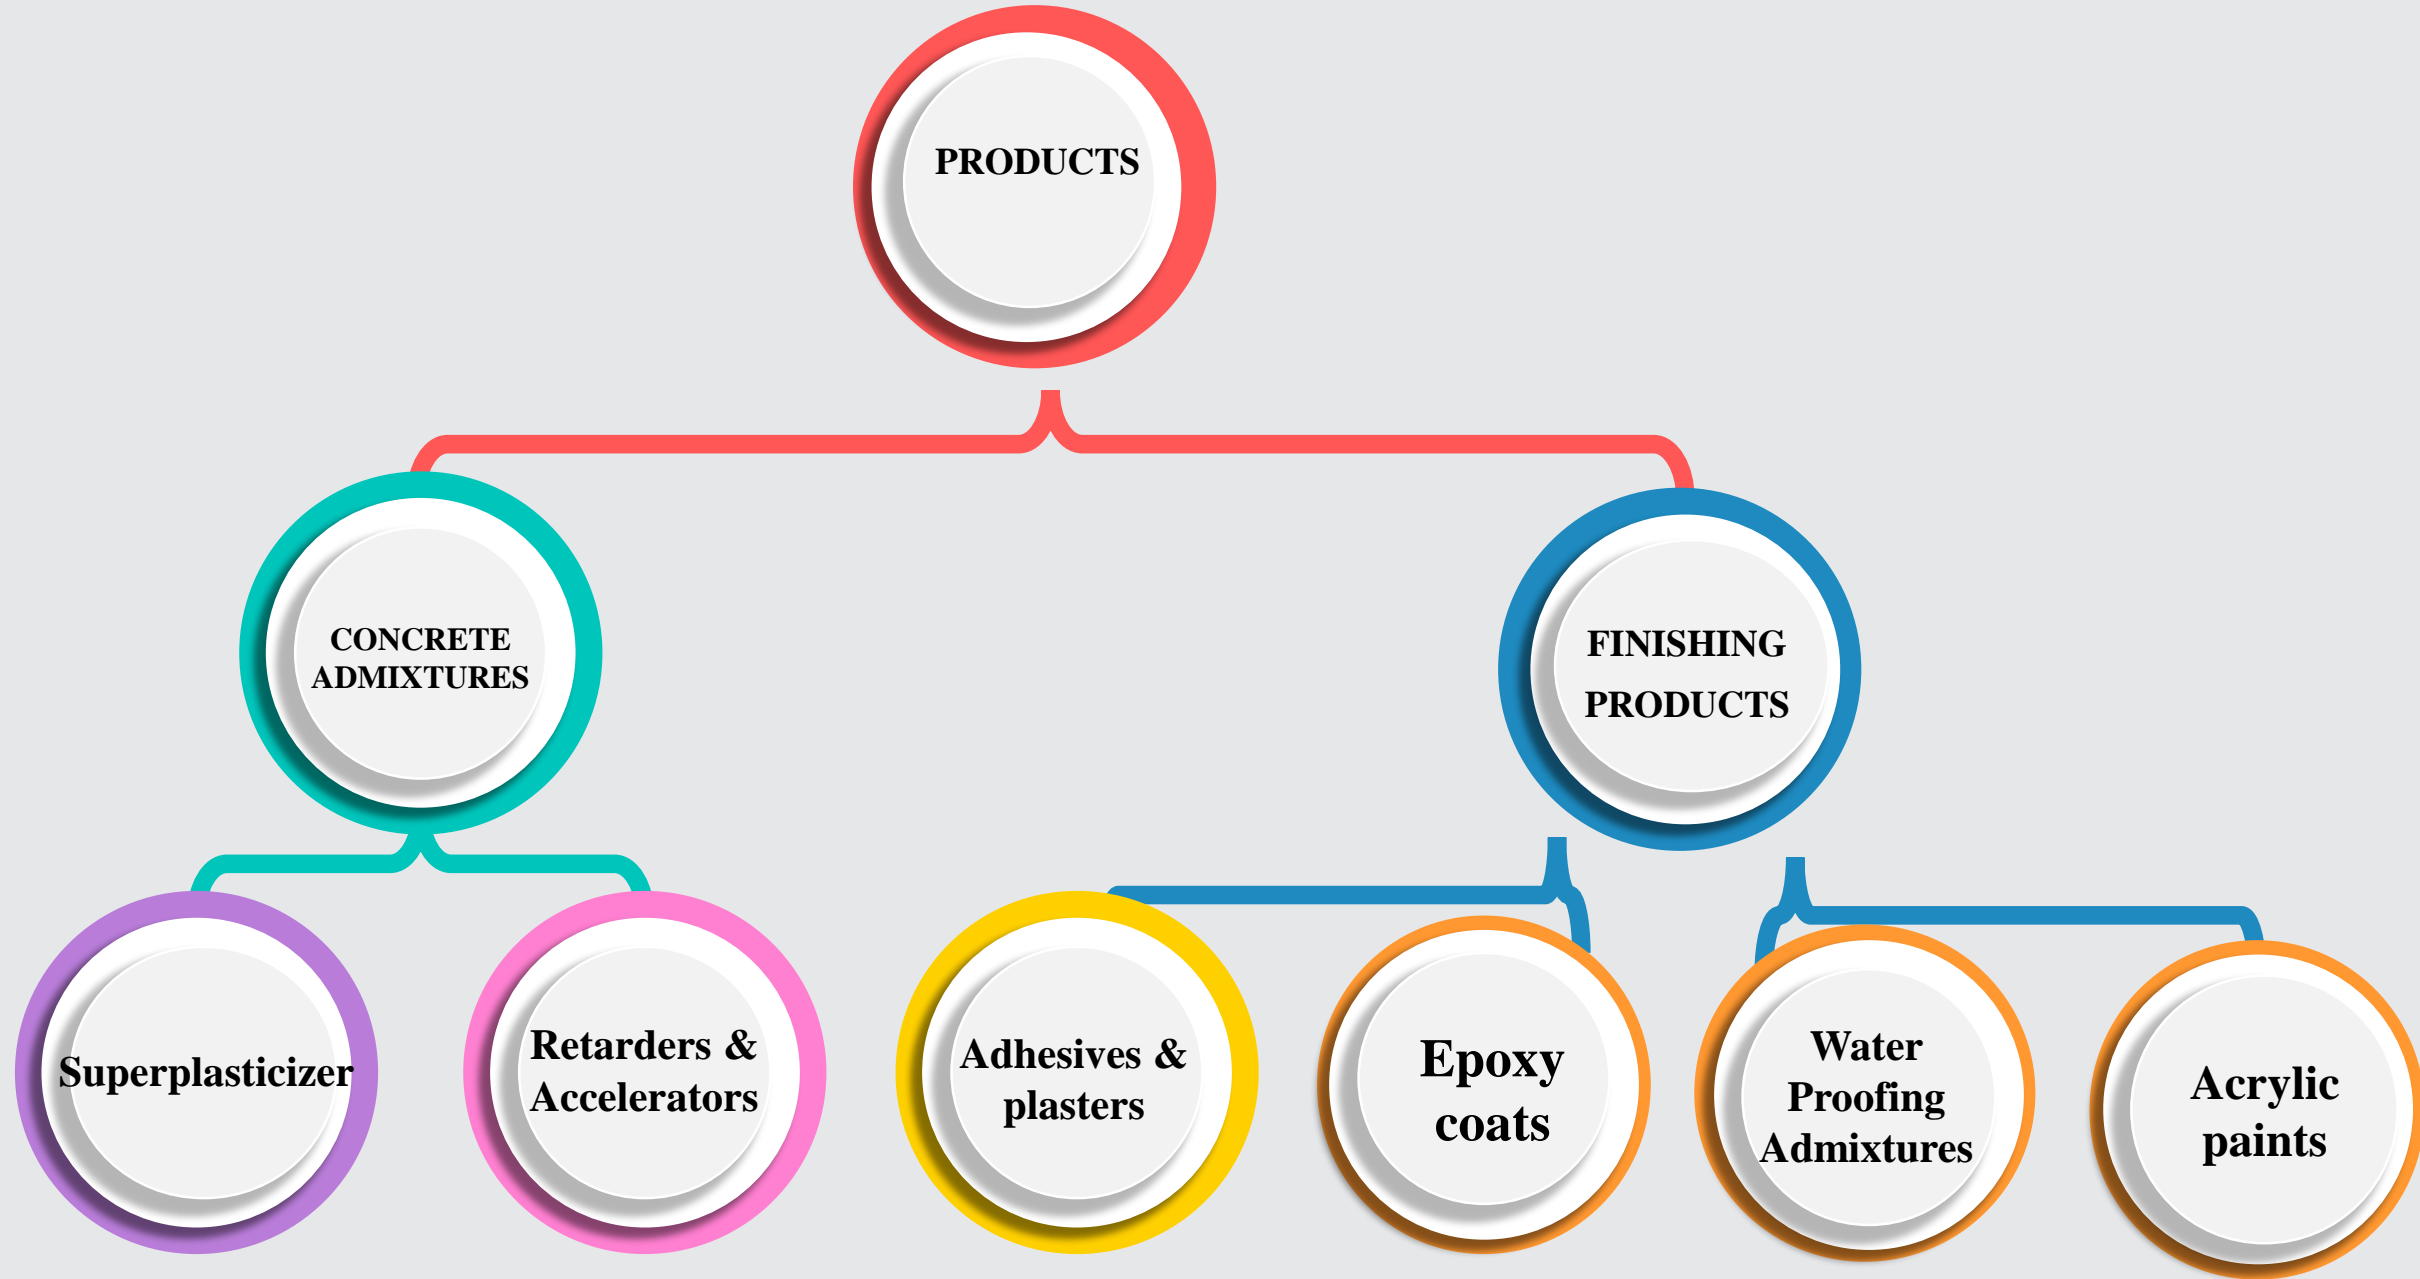 PRODUCTS
CONCRETE
ADMIXTURES
FINISHING
PRODUCTS
Superplasticizer
Retarders &
Accelerators
Adhesives &
plasters
Epoxy
coats
Water
Proofing
Admixtures
Acrylic
paints